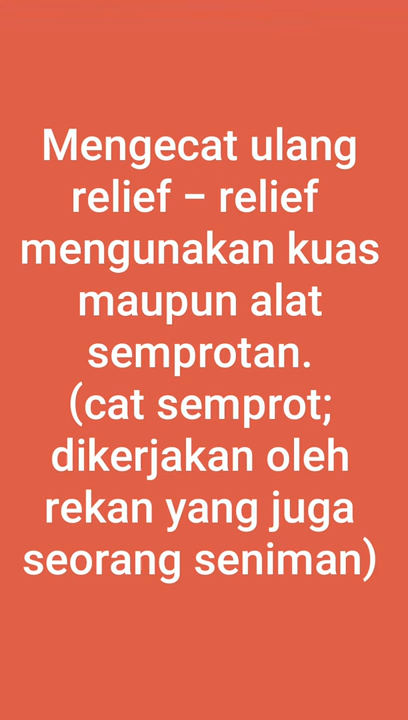 Mengecat ulang
relief – relief
mengunakan kuas
maupun alat
semprotan.
(cat semprot;
dikerjakan oleh
rekan yang juga
seorang seniman)